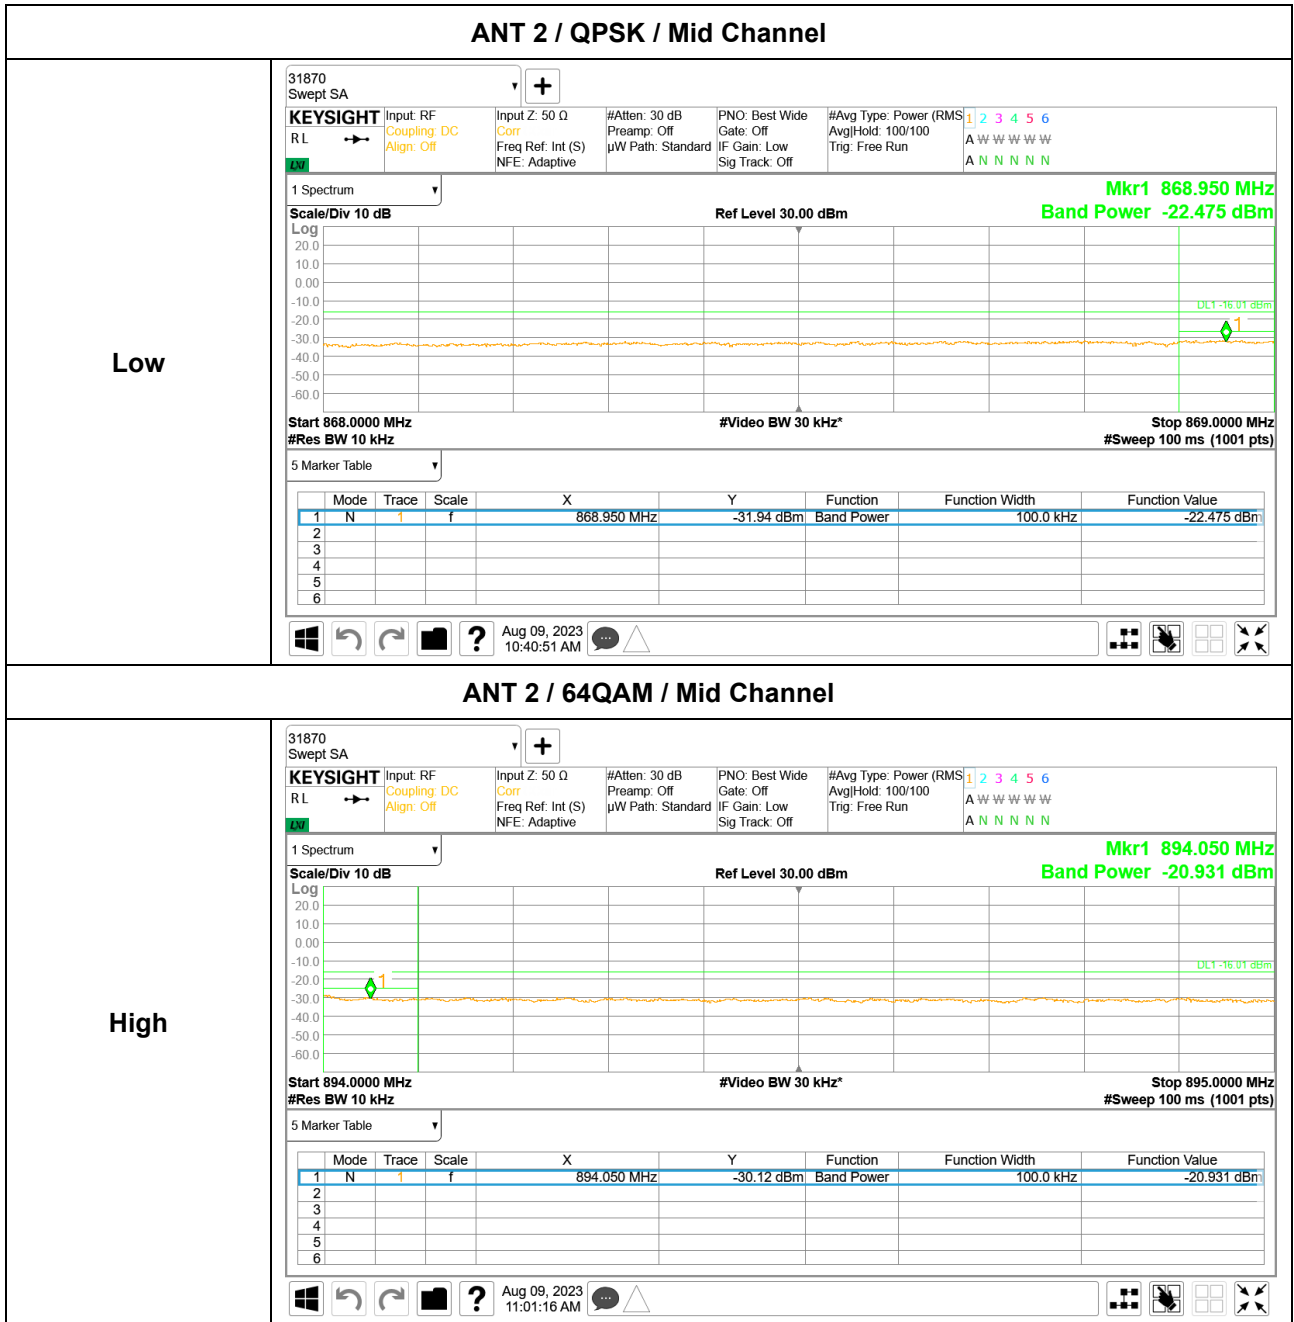 ANT 2 / QPSK / Mid Channel
Low
31870
Swept SA
KEYSIGHT
R L
LXI
Input: RF
Coupling: DC
Align: Off
Input Z: 50 Ω
Corr
Freq Ref: Int (S)
NFE: Adaptive
#Atten: 30 dB
Preamp: Off
µW Path: Standard
PNO: Best Wide
Gate: Off
IF Gain: Low
Sig Track: Off
#Avg Type: Power (RMS
Avg|Hold: 100/100
Trig: Free Run
1 2 3 4 5 6
A W W W W W
A N N N N N
1 Spectrum
Mkr1 868.950 MHz
Scale/Div 10 dB Ref Level 30.00 dBm Band Power -22.475 dBm
Log
20.0
10.0
0.00
-10.0
DL1 -16.01 dBm
-20.0
1
-30.0
-40.0
-50.0
-60.0
Start 868.0000 MHz #Video BW 30 kHz* Stop 869.0000 MHz
#Res BW 10 kHz #Sweep 100 ms (1001 pts)
5 Marker Table
Mode Trace Scale X Y Function Function Width Function Value
1 N 1 f 868.950 MHz -31.94 dBm Band Power 100.0 kHz -22.475 dBm
2
3
4
5
6
? Aug 09, 2023
10:40:51 AM
ANT 2 / 64QAM / Mid Channel
High
31870
Swept SA
KEYSIGHT
R L
LXI
Input: RF
Coupling: DC
Align: Off
Input Z: 50 Ω
Corr
Freq Ref: Int (S)
NFE: Adaptive
#Atten: 30 dB
Preamp: Off
µW Path: Standard
PNO: Best Wide
Gate: Off
IF Gain: Low
Sig Track: Off
#Avg Type: Power (RMS
Avg|Hold: 100/100
Trig: Free Run
1 2 3 4 5 6
A W W W W W
A N N N N N
1 Spectrum
Mkr1 894.050 MHz
Scale/Div 10 dB Ref Level 30.00 dBm Band Power -20.931 dBm
Log
20.0
10.0
0.00
-10.0
DL1 -16.01 dBm
-20.0
1
-30.0
-40.0
-50.0
-60.0
Start 894.0000 MHz #Video BW 30 kHz* Stop 895.0000 MHz
#Res BW 10 kHz #Sweep 100 ms (1001 pts)
5 Marker Table
Mode Trace Scale X Y Function Function Width Function Value
1 N 1 f 894.050 MHz -30.12 dBm Band Power 100.0 kHz -20.931 dBm
2
3
4
5
6
? Aug 09, 2023
11:01:16 AM